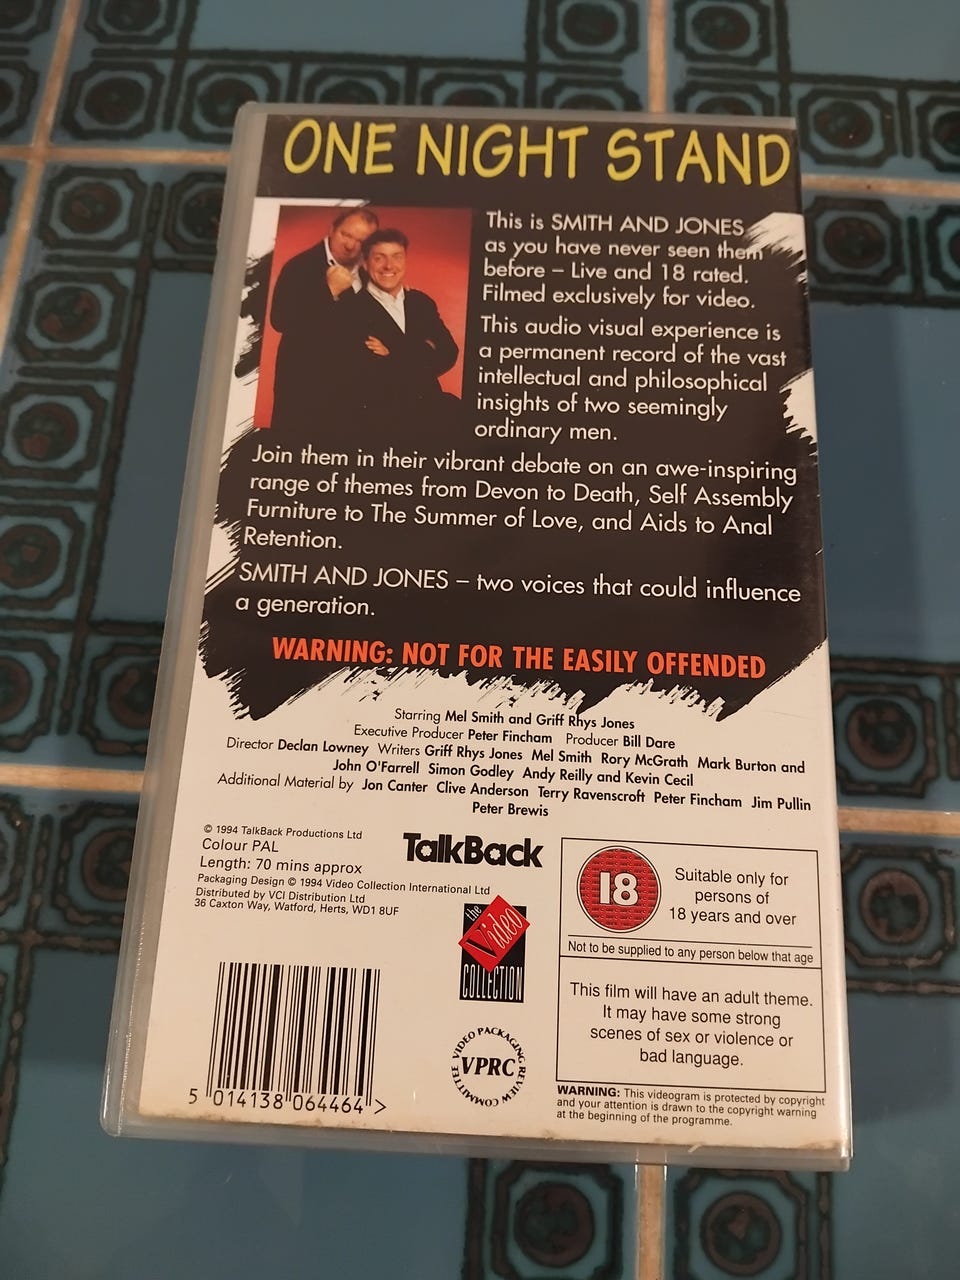 ONE NIGHT STAND
This is SMITH AND JONES
as you have never seen them
before – Live and 18 rated.
Filmed exclusively for video.
This audio visual experience is
a permanent record of the vast
intellectual and philosophical
insights of two seemingly
ordinary men.
Join them in their vibrant debate on an awe-inspiring
range of themes from Devon to Death, Self Assembly
Furniture to The Summer of Love, and Aids to Anal
Retention.
SMITH AND JONES – two voices that could influence
a generation.
WARNING: NOT FOR THE EASILY OFFENDED
Starring Mel Smith and Griff Rhys Jones
Executive Producer Peter Fincham Producer Bill Dare
Director Declan Lowney Writers Griff Rhys Jones Mel Smith Rory McGrath Mark Burton and
John O'Farrell Simon Godley Andy Reilly and Kevin Cecil
Additional Material by Jon Canter Clive Anderson Terry Ravenscroft Peter Fincham Jim Pullin
Peter Brewis
© 1994 TalkBack Productions Ltd
Colour PAL
Length: 70 mins approx
Packaging Design © 1994 Video Collection International Ltd
Distributed by VCI Distribution Ltd
36 Caxton Way, Watford, Herts, WD1 8UF
TalkBack
the
Video
COLLECTION
VIDEO PACKAGING REVIEW COMMITTEE
VPRC
18
Suitable only for
persons of
18 years and over
Not to be supplied to any person below that age
This film will have an adult theme.
It may have some strong
scenes of sex or violence or
bad language.
WARNING: This videogram is protected by copyright
and your attention is drawn to the copyright warning
at the beginning of the programme.
5 014138 064464 >